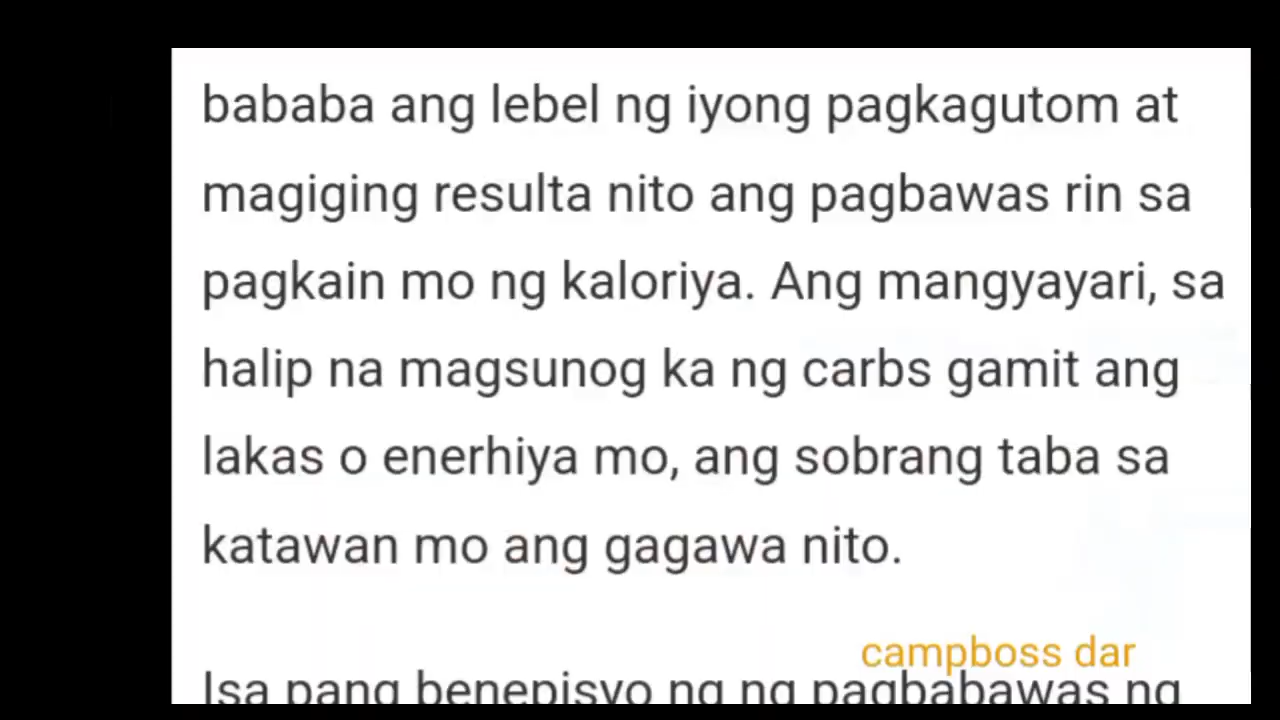 bababa ang lebel ng iyong pagkagutom at
magiging resulta nito ang pagbawas rin sa
pagkain mo ng kaloriya. Ang mangyayari, sa
halip na magsunog ka ng carbs gamit ang
lakas o enerhiya mo, ang sobrang taba sa
katawan mo ang gagawa nito.
campboss dar
Isa pang benepisyo ng ng pagbabawas ng